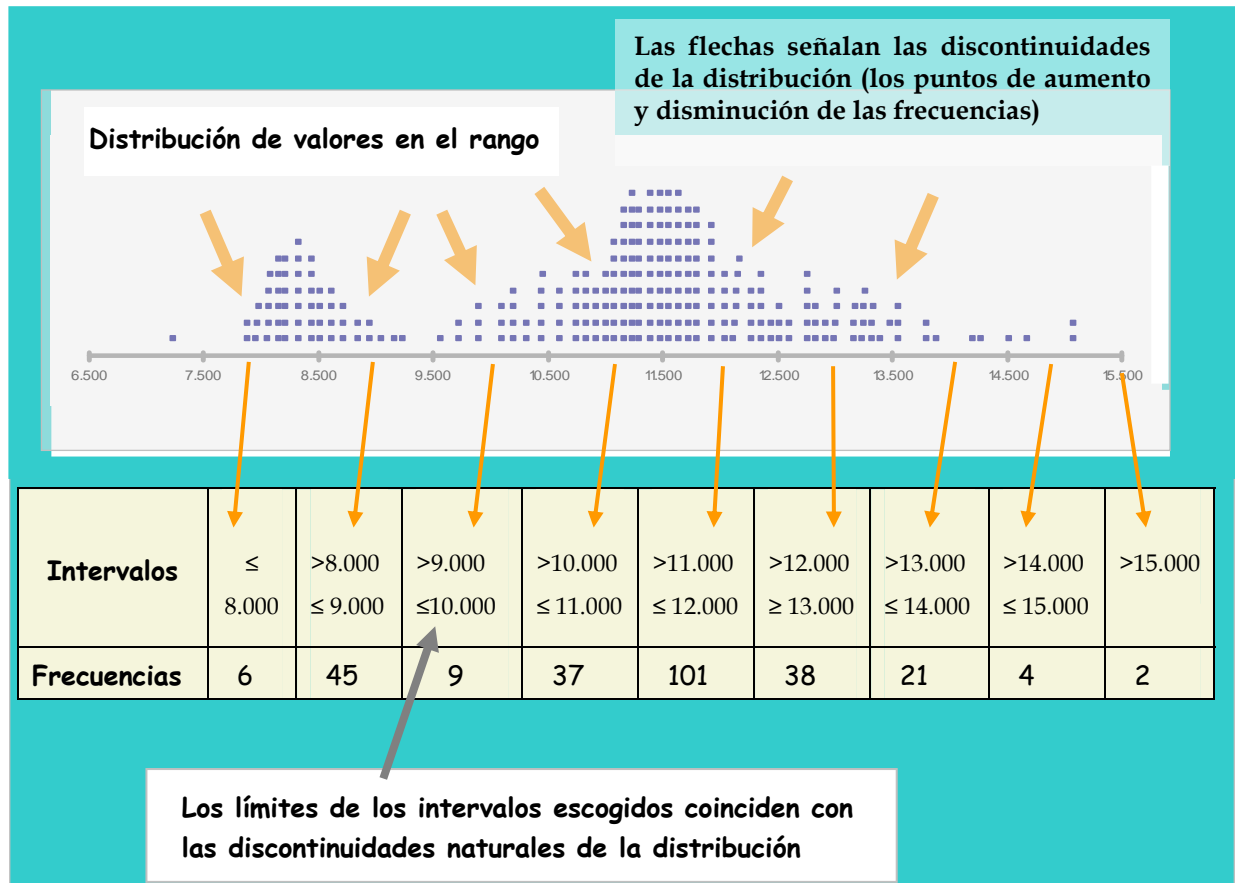 Las flechas señalan las discontinuidades
de la distribución (los puntos de aumento
y disminución de las frecuencias)
Distribución de valores en el rango
6.500 7.500 8.500 9.500 10.500 11.500 12.500 13.500 14.500 15.500
Intervalos
≤
8.000
>8.000
≤ 9.000
>9.000
≤10.000
>10.000
≤ 11.000
>11.000
≤ 12.000
>12.000
≥ 13.000
>13.000
≤ 14.000
>14.000
≤ 15.000
>15.000
Frecuencias 6 45 9 37 101 38 21 4 2
Los límites de los intervalos escogidos coinciden con
las discontinuidades naturales de la distribución